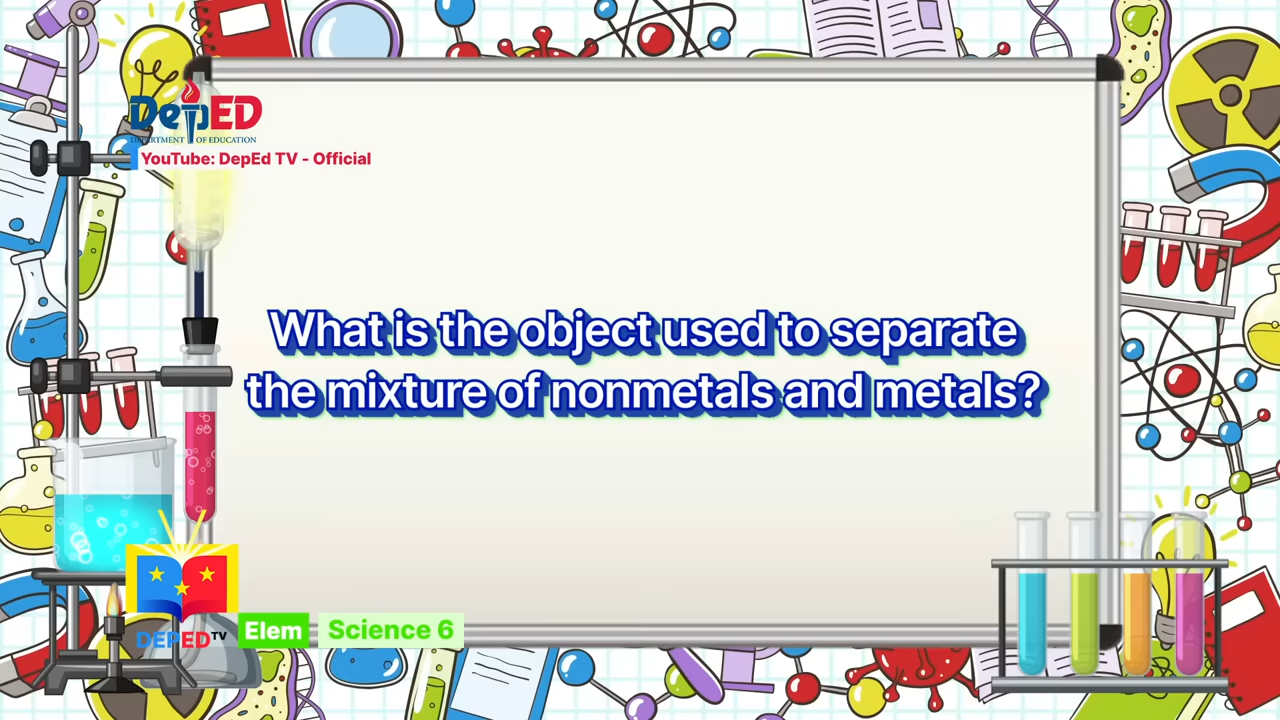 DepED
DEPARTMENT OF EDUCATION
YouTube: DepEd TV - Official
What is the object used to separate
the mixture of nonmetals and metals?
DEPED TV
Elem Science 6